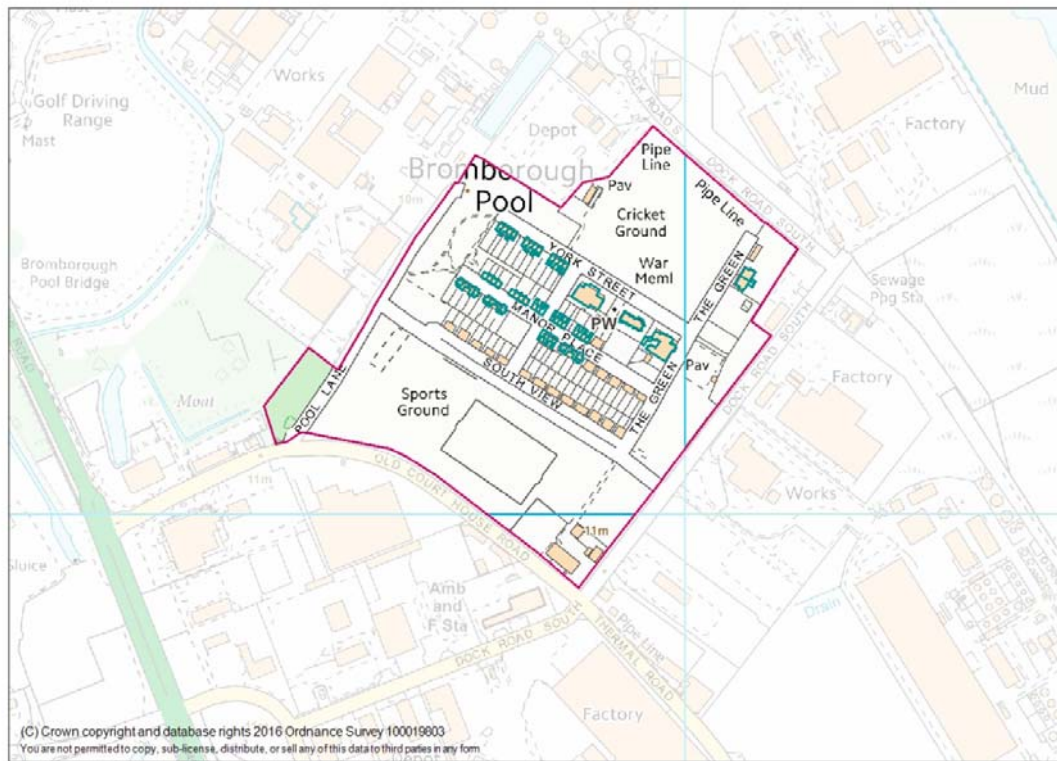 Works
Golf Driving
Range
Mast
Depot
DOCK ROAD S
Factory
Mud
Pipe
Line
Bromborough
Pool
10m
Pav
Pipe Line
DOCK ROAD SOUTH
Cricket
Ground
YORK STREET
War
Meml
THE GREEN
Bromborough
Pool Bridge
Sewage
Ppg Sta
PW
MANOR PLACE
Pav
SOUTH VIEW
THE GREEN
DOCK ROAD SOUTH
Factory
ROAD
Moat
POOL LANE
Sports
Ground
11m
OLD COURT HOUSE ROAD
Works
11m
Sluice
Amb
and
F Sta
Drain
DOCK ROAD SOUTH
Pipe Line
THERMAL ROAD
Factory
(C) Crown copyright and database rights 2016 Ordnance Survey 100019803
You are not permitted to copy, sub-license, distribute, or sell any of this data to third parties in any form
Depot